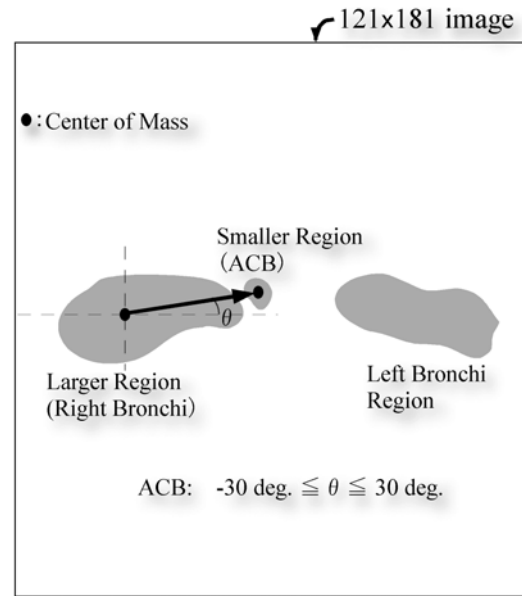 121x181 image
●:Center of Mass
Smaller Region
(ACB)
θ
Larger Region
(Right Bronchi)
Left Bronchi
Region
ACB: -30 deg. ≦ θ ≦ 30 deg.